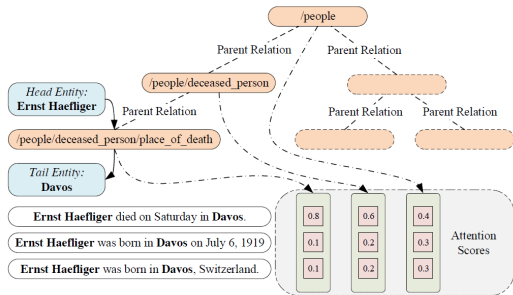 /people
Parent Relation
Parent Relation
/people/deceased_person
Head Entity:
Ernst Haefliger
Parent Relation
Parent Relation
Parent Relation
/people/deceased_person/place_of_death
Tail Entity:
Davos
Ernst Haefliger died on Saturday in Davos.
0.8 0.6 0.4
Ernst Haefliger was born in Davos on July 6, 1919
0.1 0.2 0.3
Attention
Scores
Ernst Haefliger was born in Davos, Switzerland.
0.1 0.2 0.3